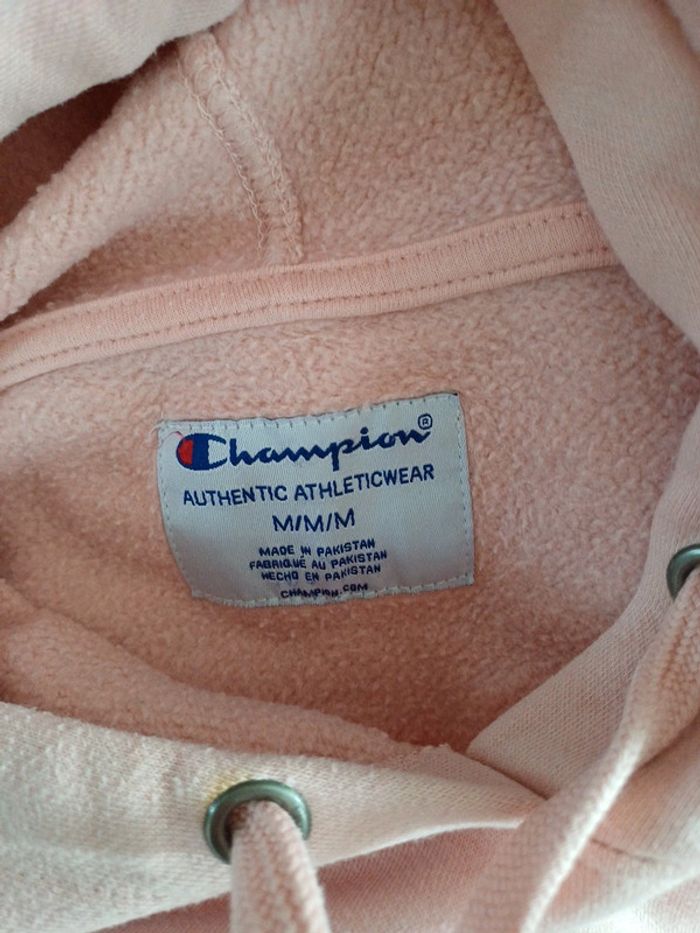 Champion®
AUTHENTIC ATHLETICWEAR
M/M/M
MADE IN PAKISTAN
FABRIQUÉ AU PAKISTAN
HECHO EN PAKISTAN
CHAMPION.COM